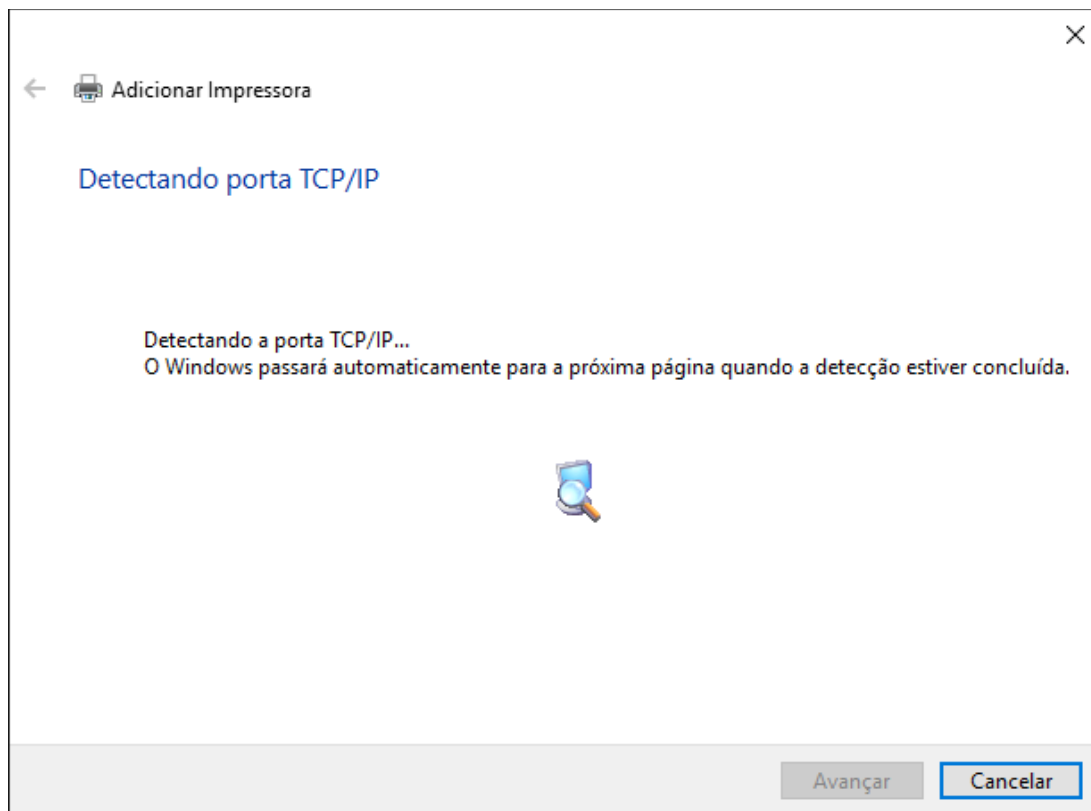 Adicionar Impressora
Detectando porta TCP/IP
Detectando a porta TCP/IP...
O Windows passará automaticamente para a próxima página quando a detecção estiver concluída.
Avançar
Cancelar